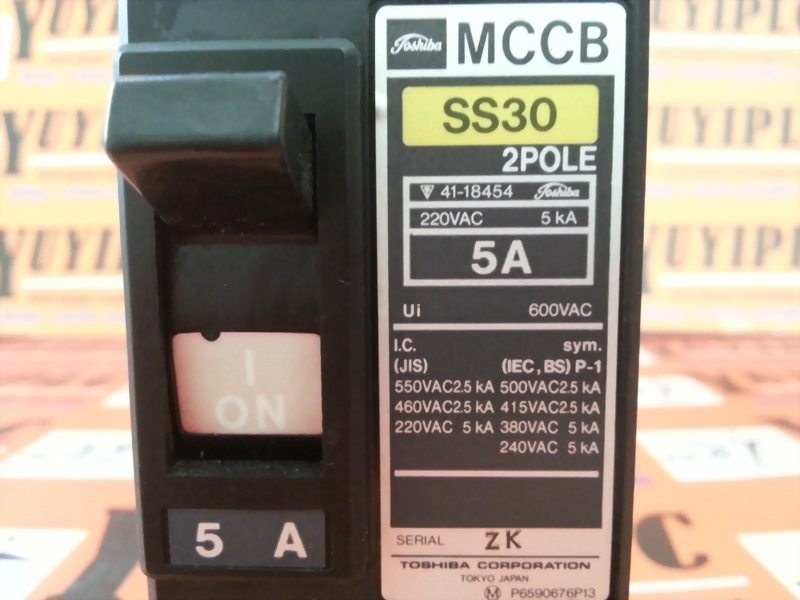 Toshiba MCCB
SS30
2POLE
41-18454 Toshiba
220VAC 5 kA
5A
Ui 600VAC
I.C. sym.
(JIS) (IEC, BS) P-1
550VAC2.5 kA 500VAC2.5 kA
460VAC2.5 kA 415VAC2.5 kA
220VAC 5 kA 380VAC 5 kA
240VAC 5 kA
SERIAL ZK
TOSHIBA CORPORATION
TOKYO JAPAN
M P6590676P13
I
ON
5 A
YUYIPL
YUYIPL